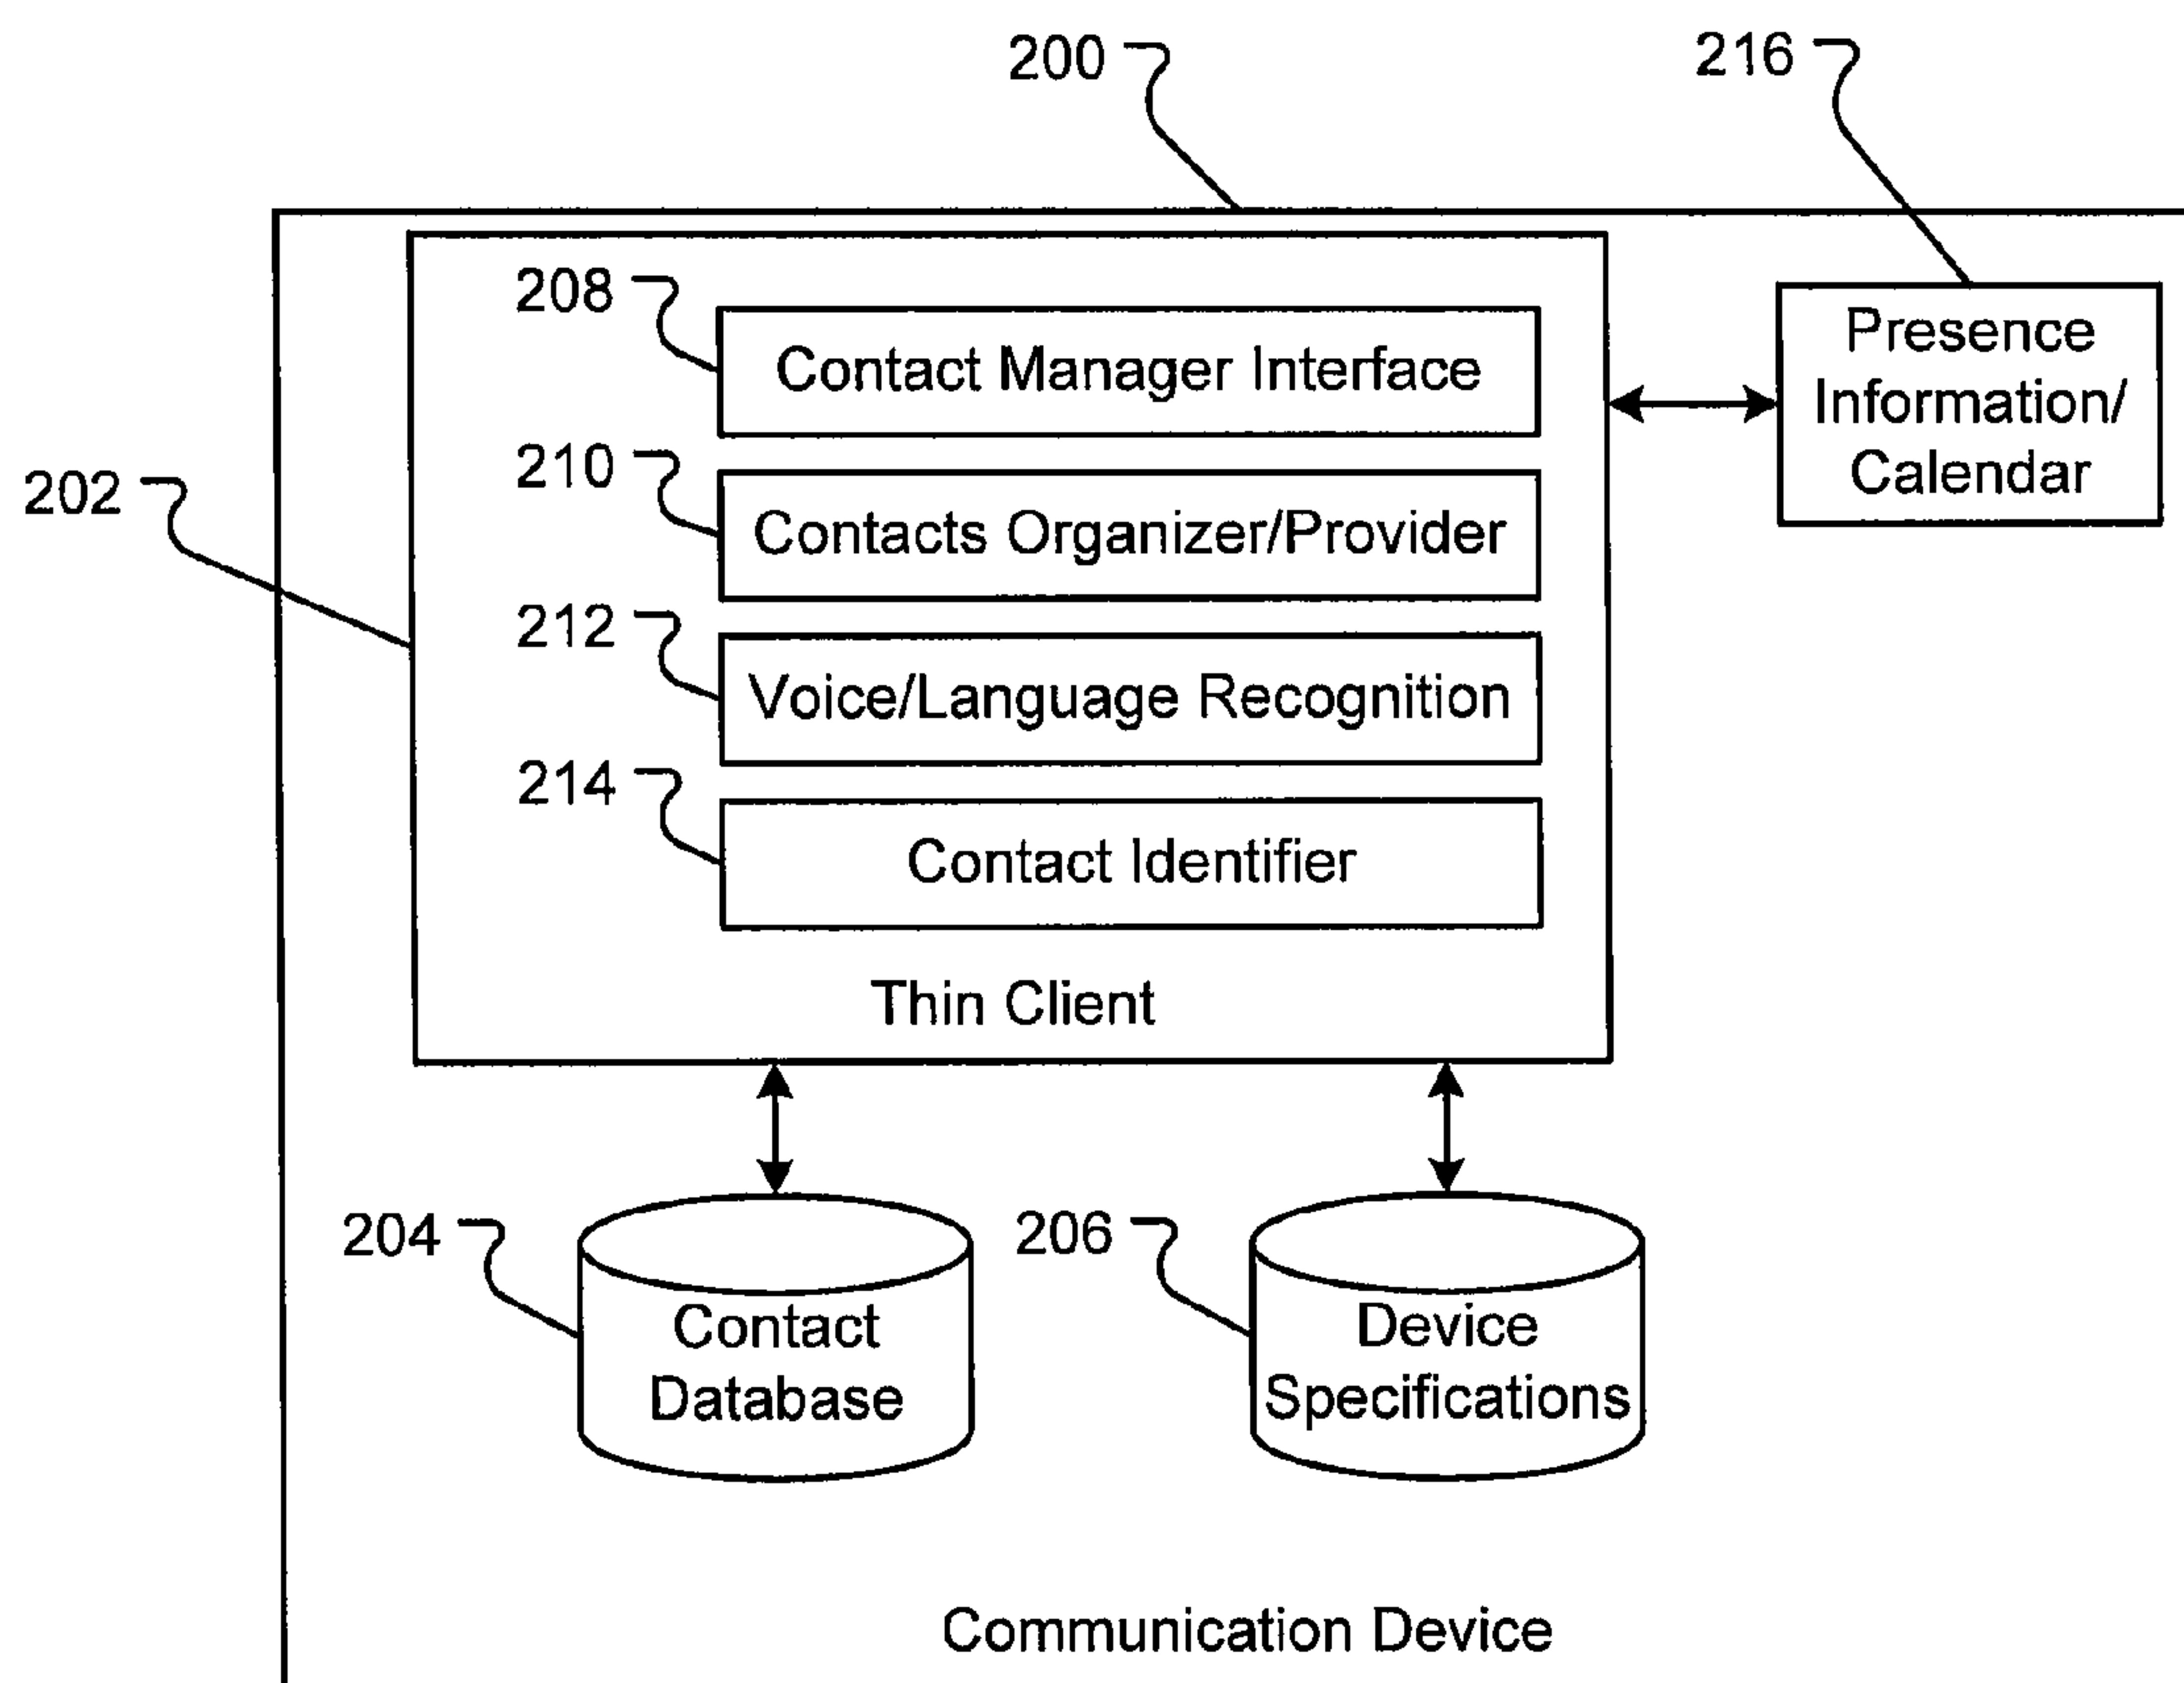 200
216
208
Contact Manager Interface
Presence
Information/
Calendar
210
Contacts Organizer/Provider
202
212
Voice/Language Recognition
214
Contact Identifier
Thin Client
204
Contact
Database
206
Device
Specifications
Communication Device